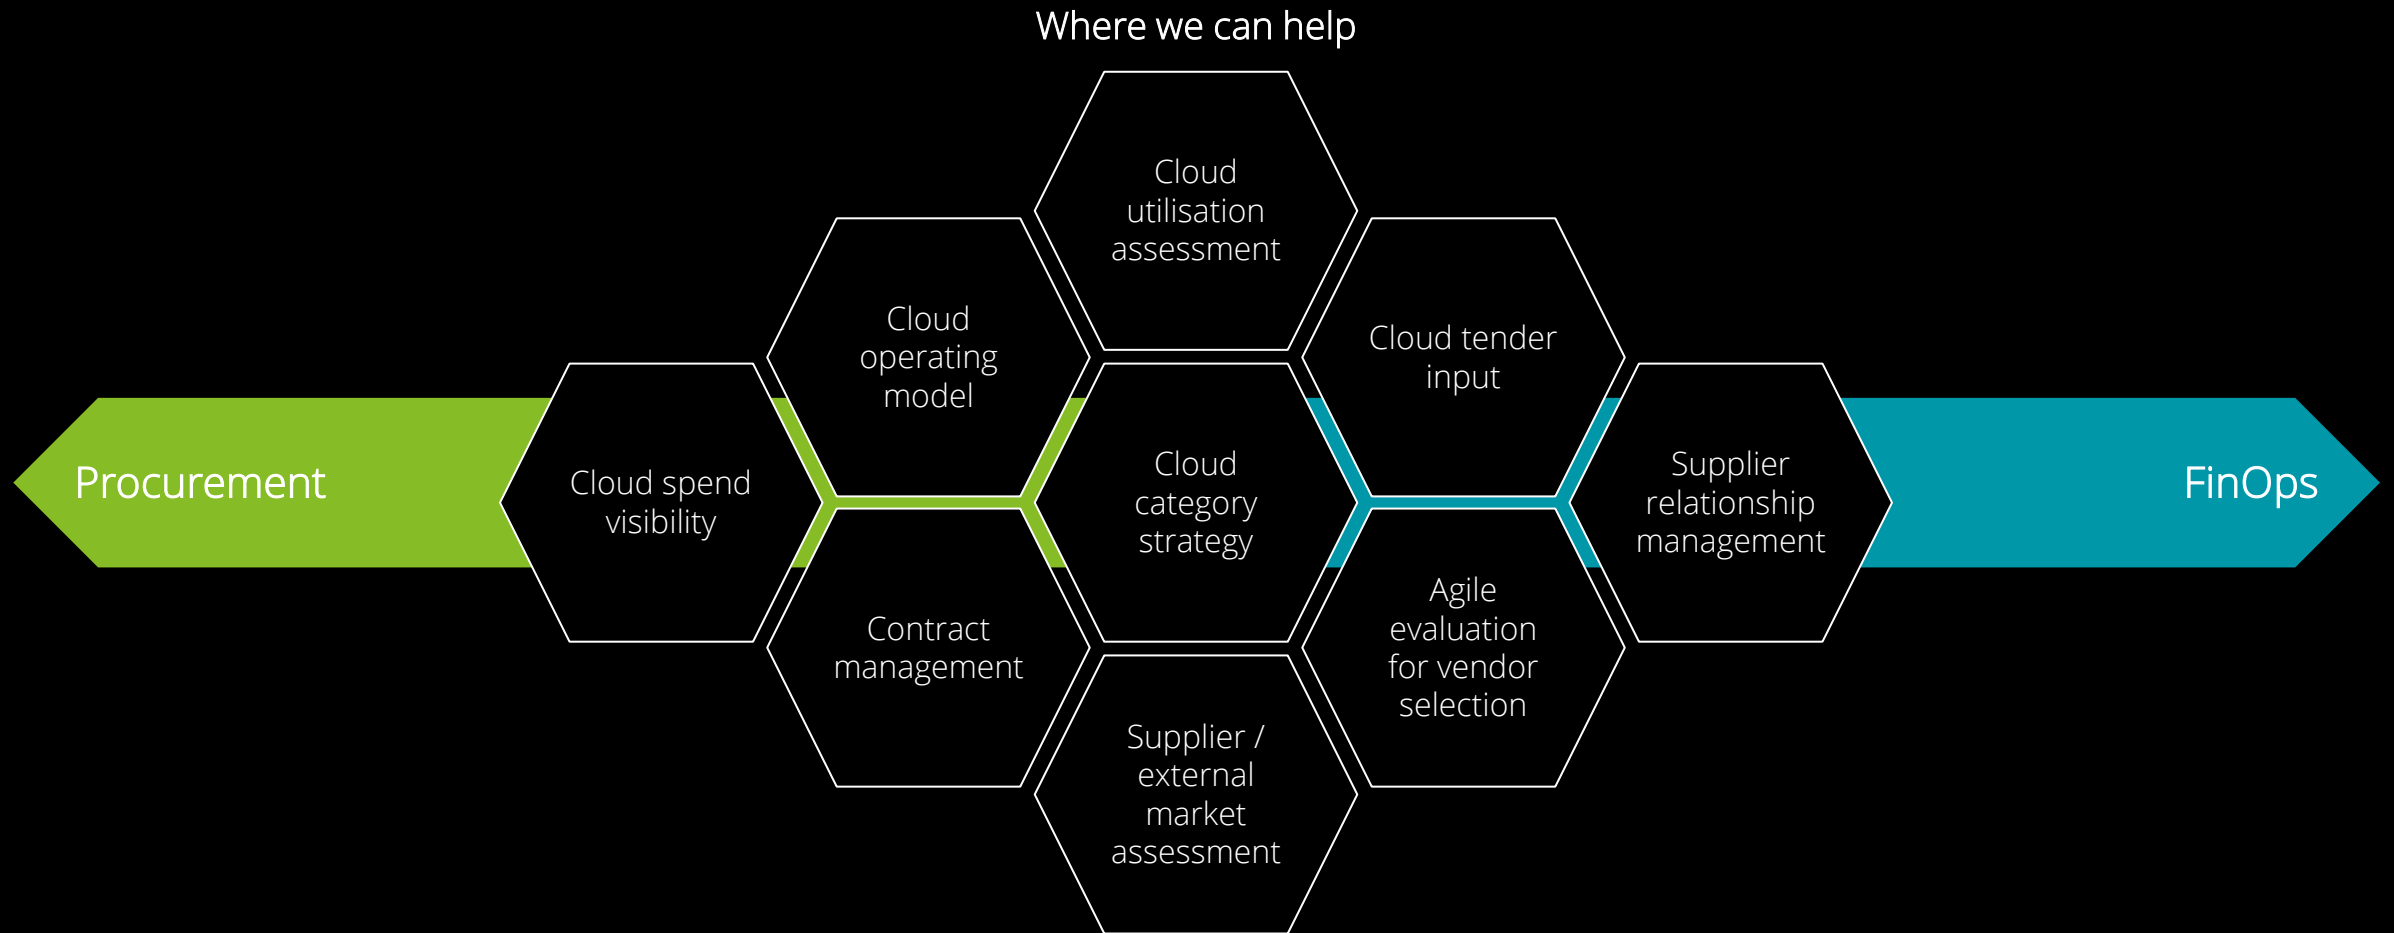 Where we can help
Cloud
utilisation
assessment
Cloud
operating
model
Cloud tender
input
Procurement
Cloud spend
visibility
Cloud
category
strategy
Supplier
relationship
management
FinOps
Contract
management
Agile
evaluation
for vendor
selection
Supplier /
external
market
assessment